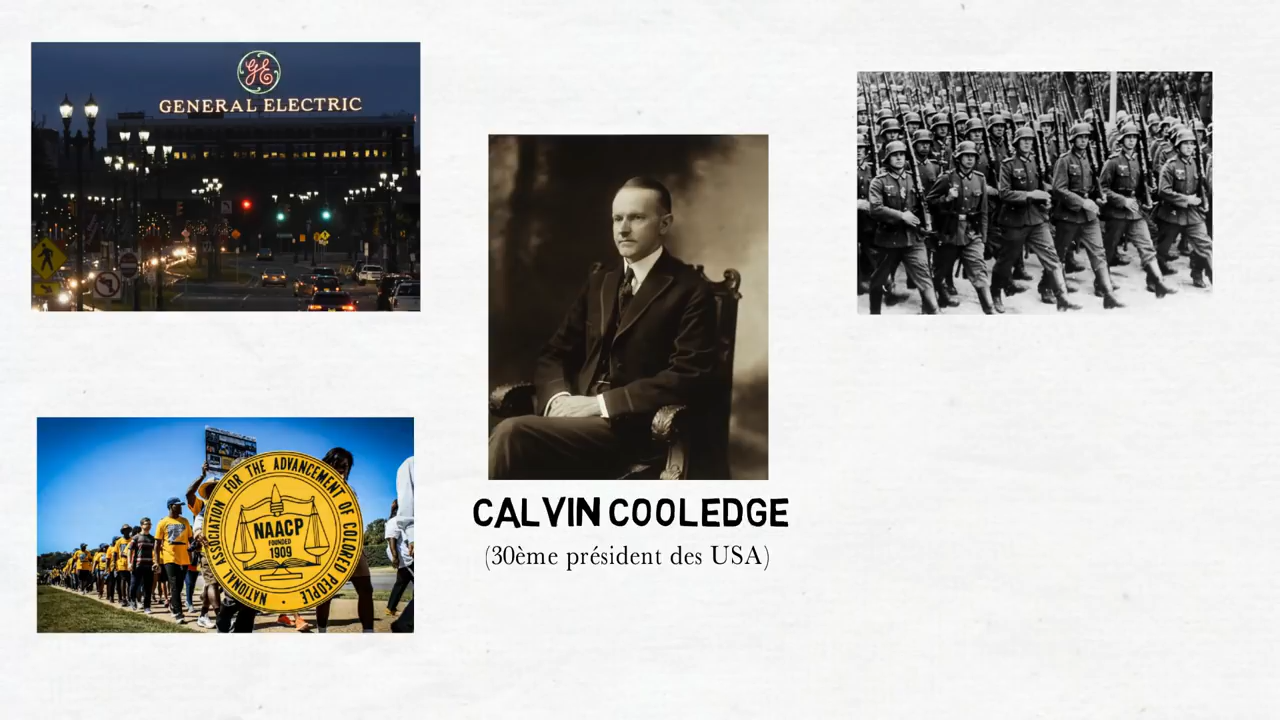 GE
GENERAL ELECTRIC
NATIONAL ASSOCIATION FOR THE ADVANCEMENT OF COLORED PEOPLE
NAACP
FOUNDED
1909
CALVIN COOLEDGE
(30ème président des USA)